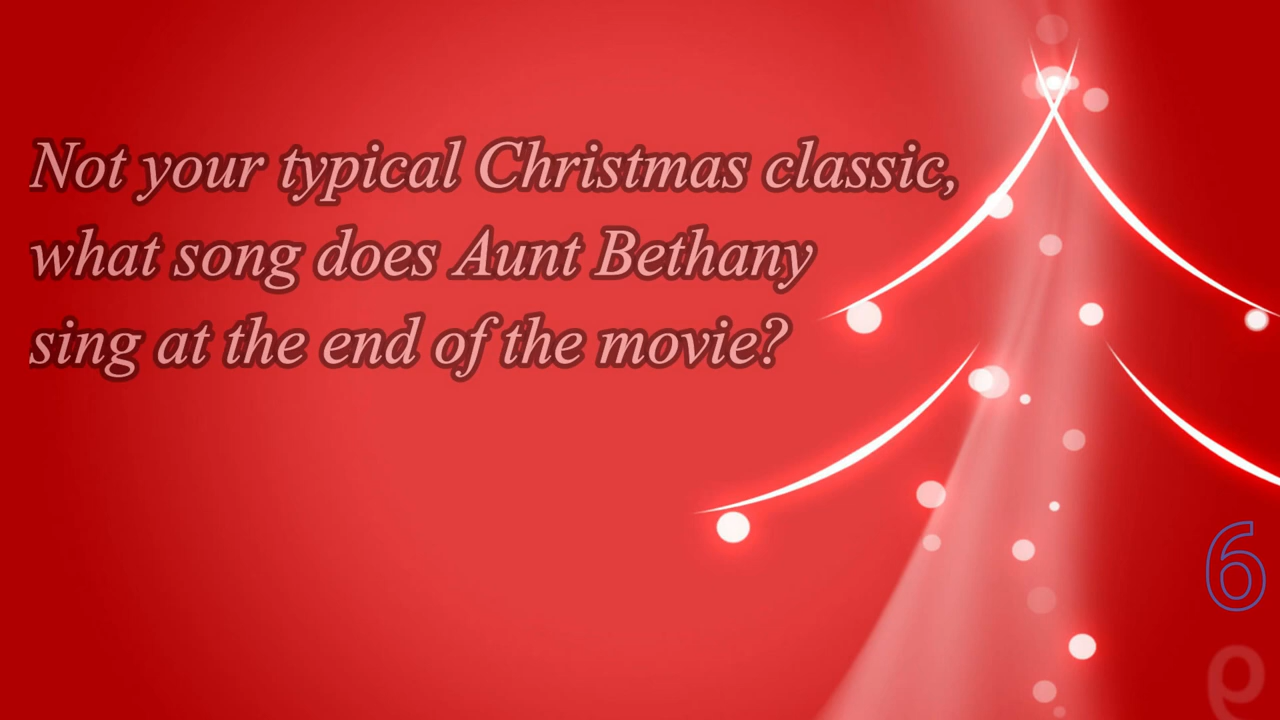 Not your typical Christmas classic,
what song does Aunt Bethany
sing at the end of the movie?
6